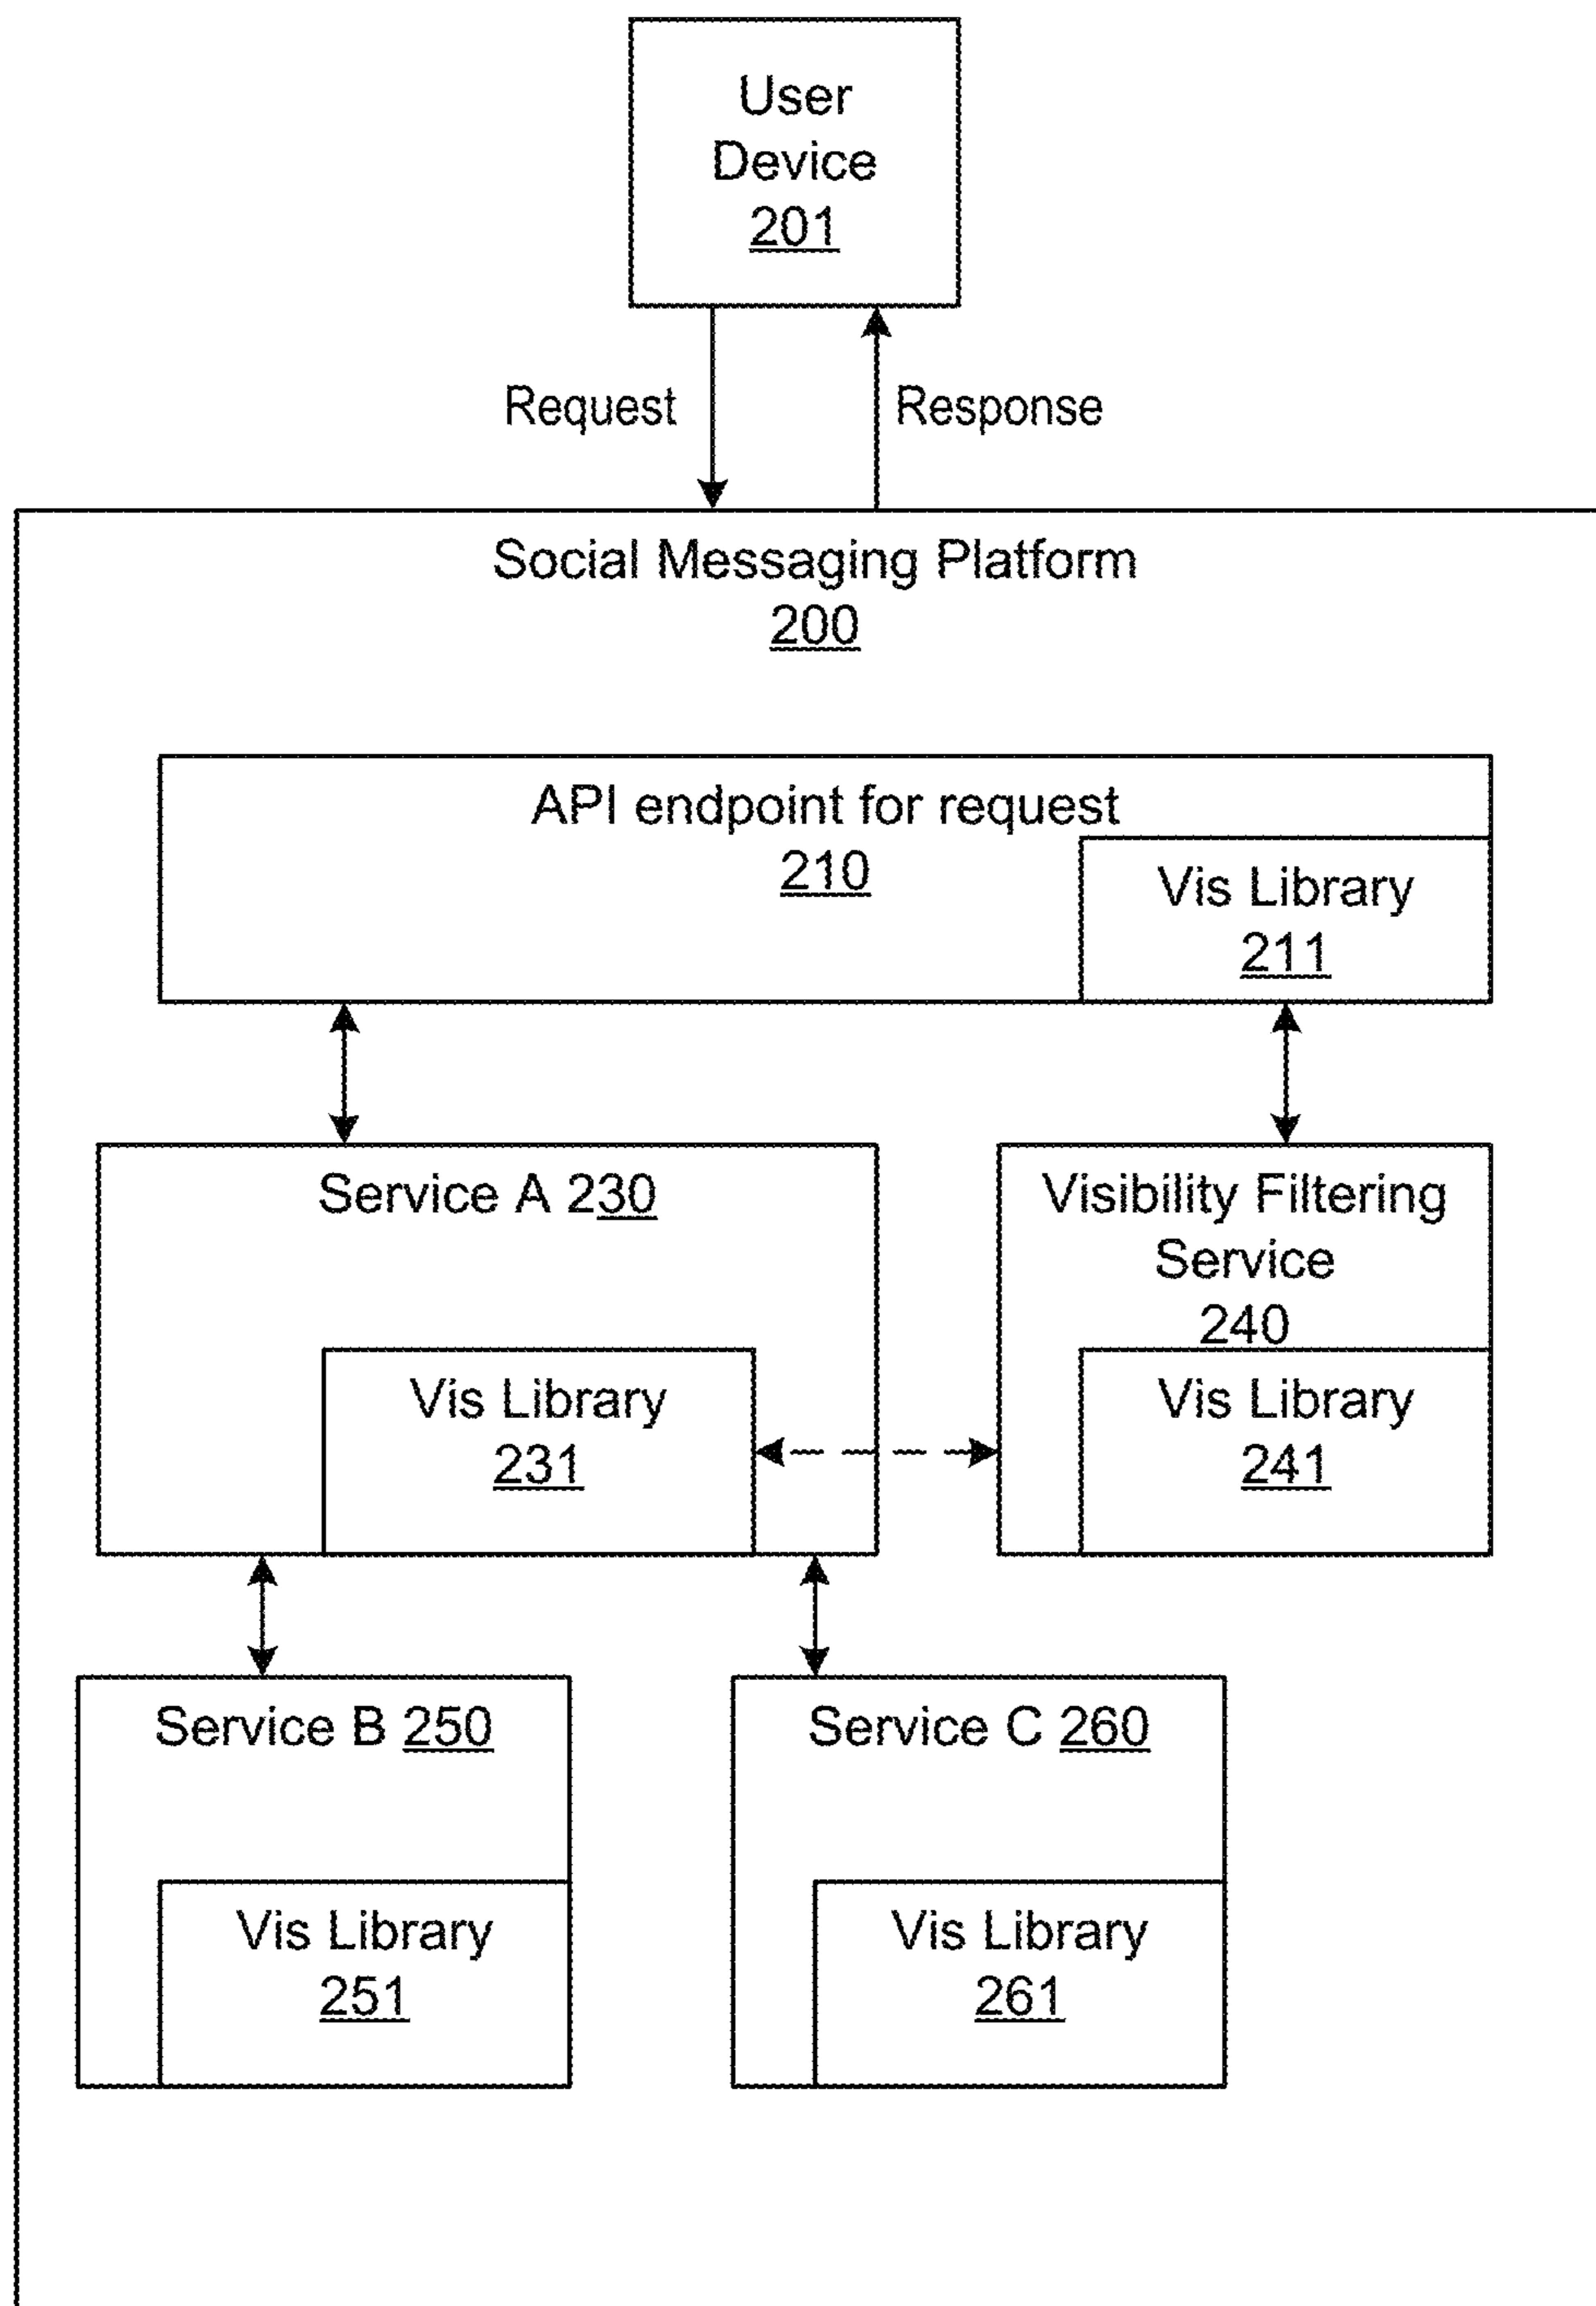 User
Device
201
Request
Response
Social Messaging Platform
200
API endpoint for request
210
Vis Library
211
Service A 230
Visibility Filtering
Service
240
Vis Library
231
Vis Library
241
Service B 250
Service C 260
Vis Library
251
Vis Library
261